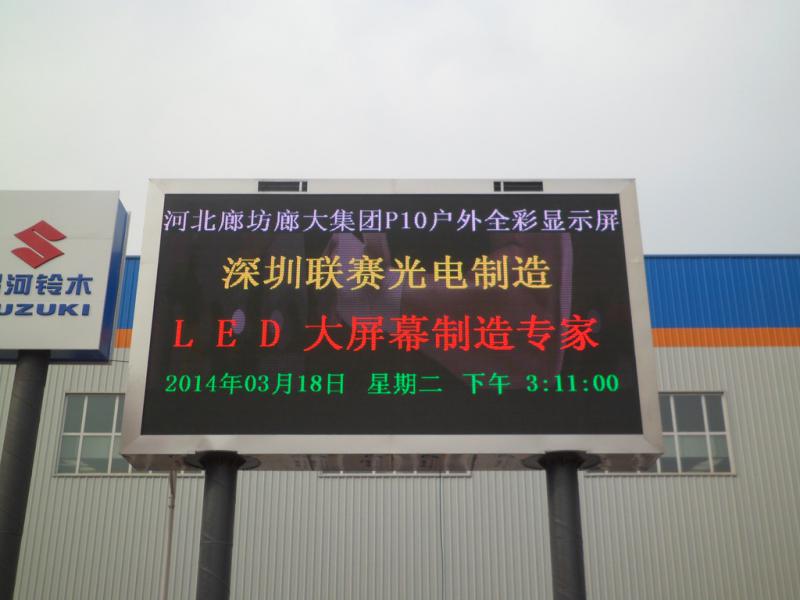 河北廊坊廊大集团P10户外全彩显示屏
深圳联赛光电制造
LED 大屏幕制造专家
2014年03月18日 星期二 下午 3:11:00
河铃木
UZUKI